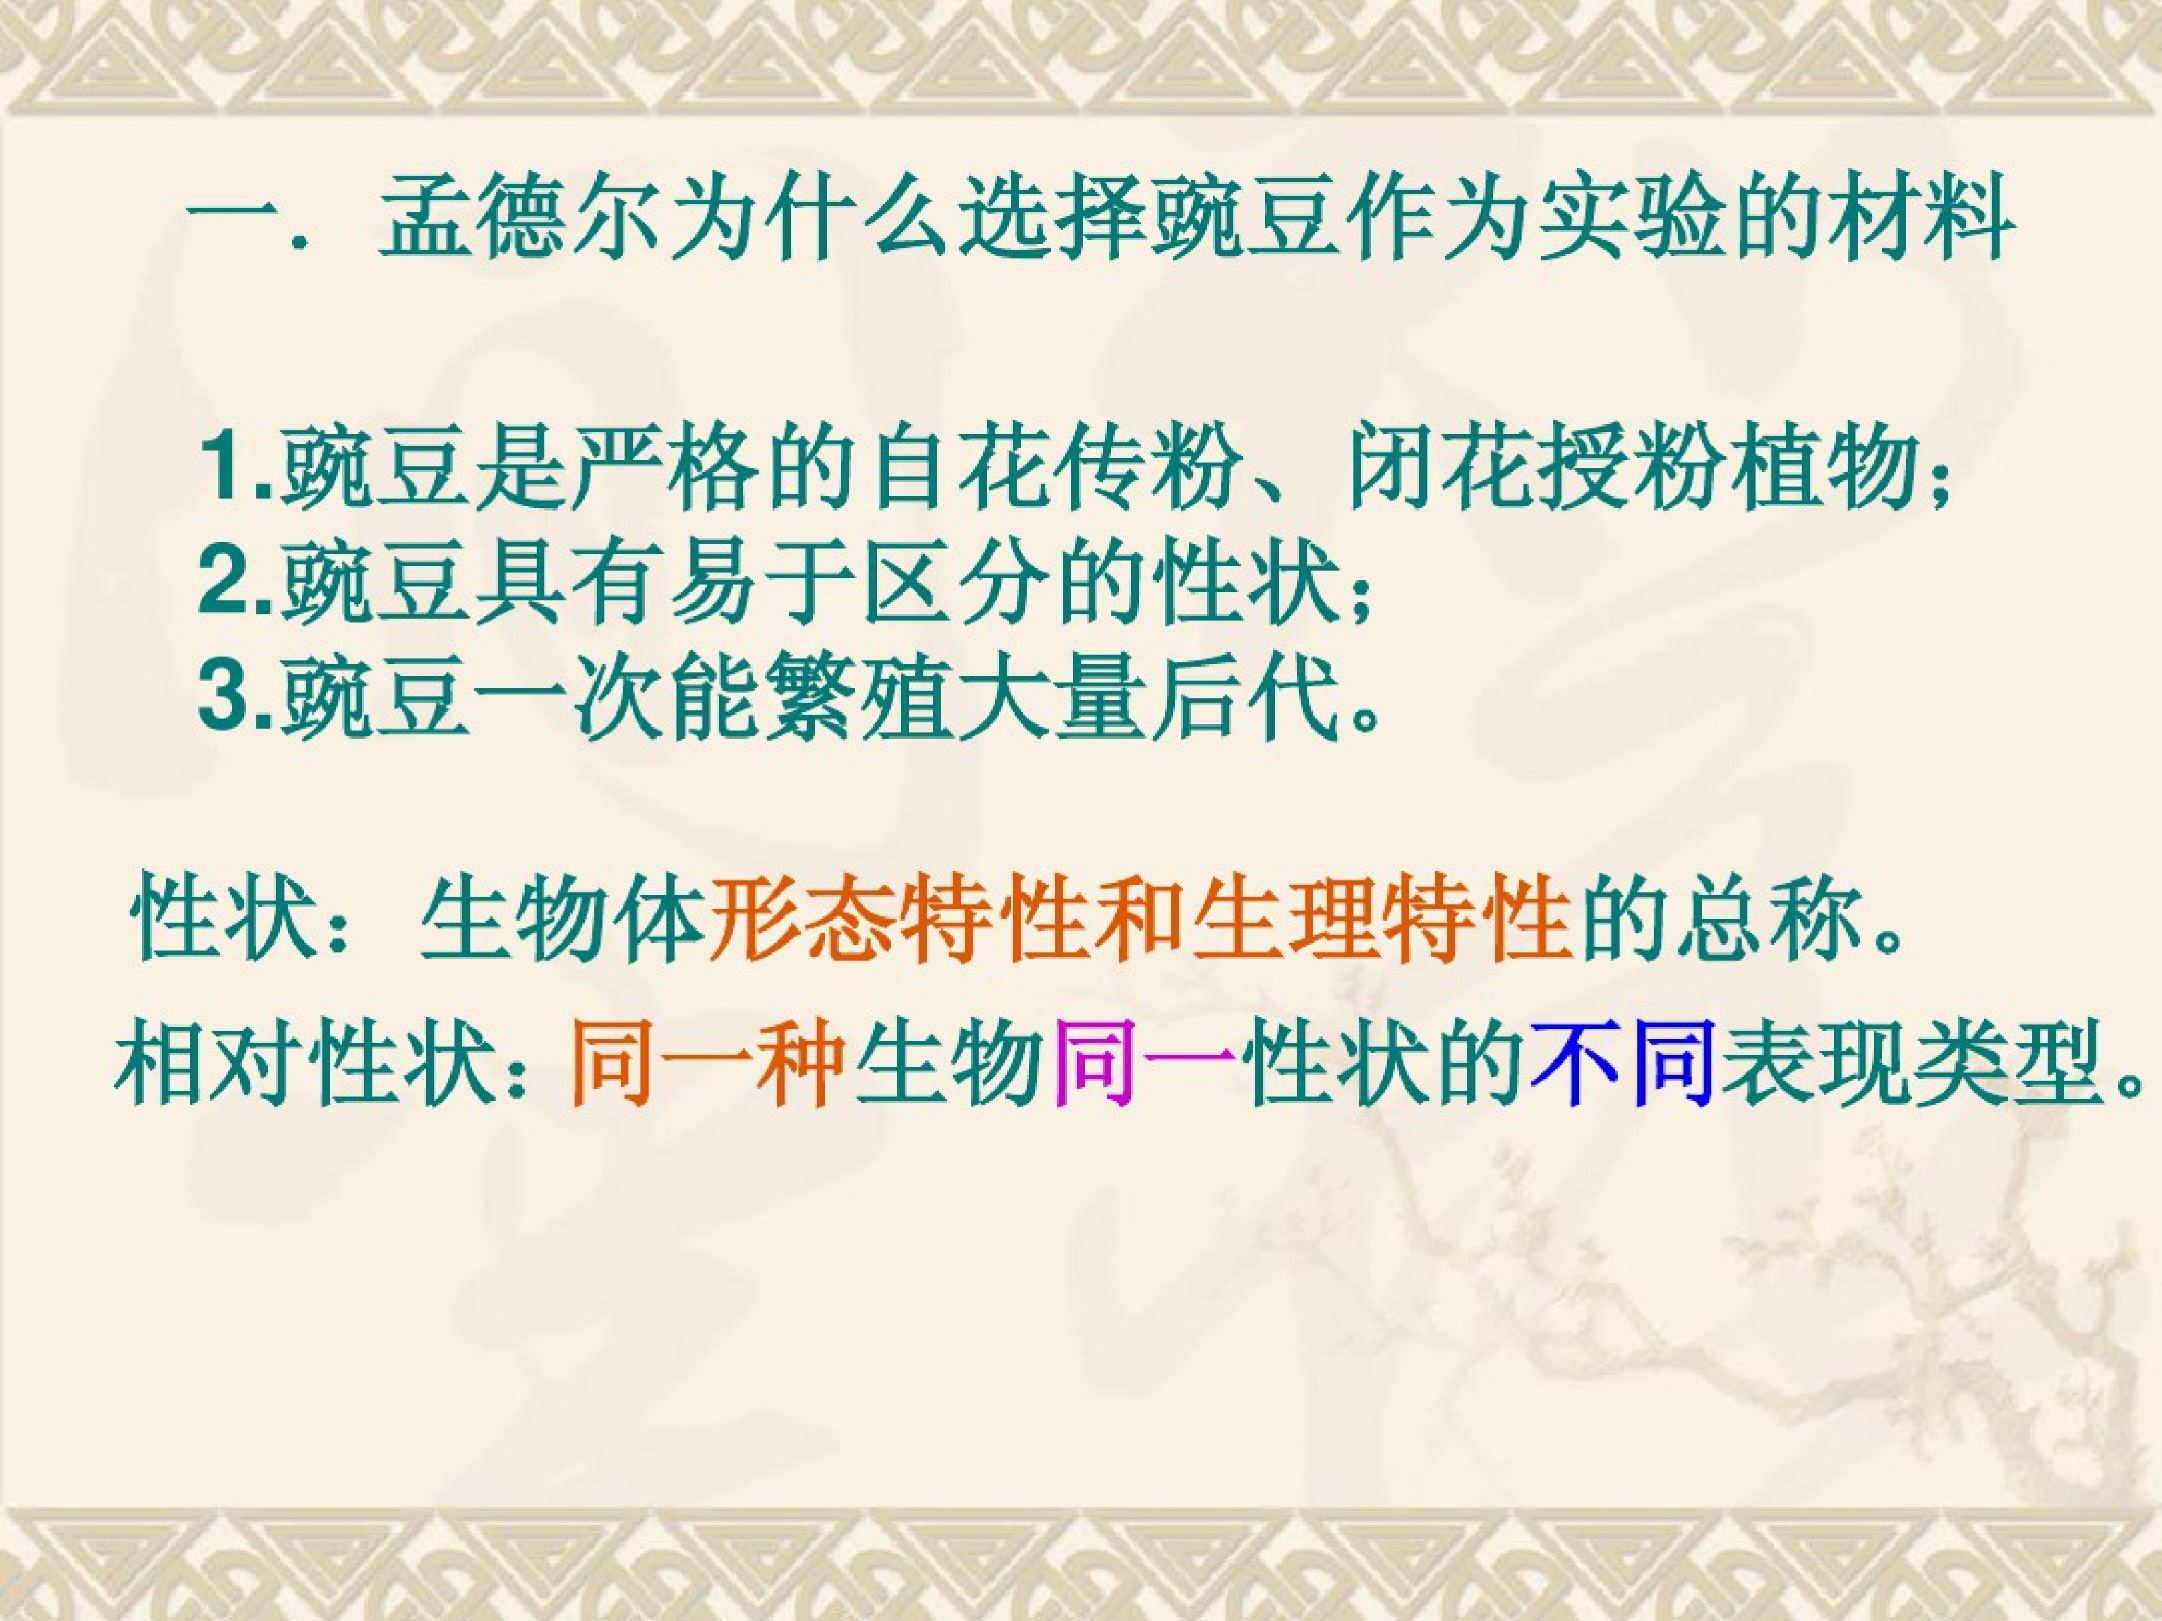 一．孟德尔为什么选择豌豆作为实验的材料
1.豌豆是严格的自花传粉、闭花授粉植物；
2.豌豆具有易于区分的性状；
3.豌豆一次能繁殖大量后代。
性状：生物体形态特性和生理特性的总称。
相对性状：同一种生物同一性状的不同表现类型。